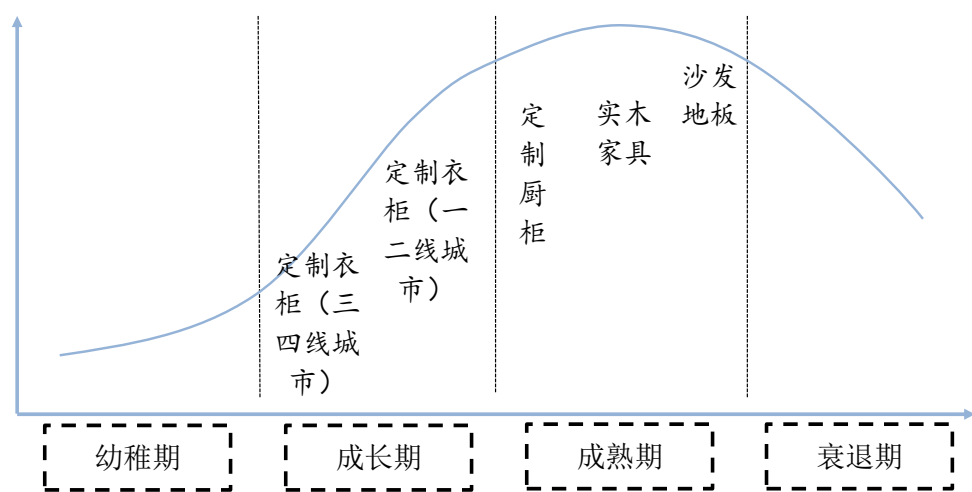 定制衣
柜（三
四线城
市）
定制衣
柜（一
二线城
市）
定
制
厨
柜
实木
家具
沙发
地板
幼稚期
成长期
成熟期
衰退期